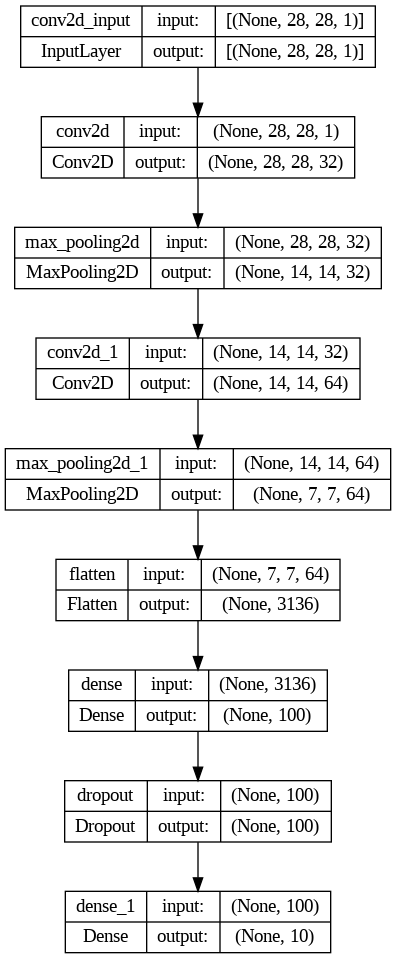 conv2d_input input: [(None, 28, 28, 1)]
InputLayer output: [(None, 28, 28, 1)]
conv2d input: (None, 28, 28, 1)
Conv2D output: (None, 28, 28, 32)
max_pooling2d input: (None, 28, 28, 32)
MaxPooling2D output: (None, 14, 14, 32)
conv2d_1 input: (None, 14, 14, 32)
Conv2D output: (None, 14, 14, 64)
max_pooling2d_1 input: (None, 14, 14, 64)
MaxPooling2D output: (None, 7, 7, 64)
flatten input: (None, 7, 7, 64)
Flatten output: (None, 3136)
dense input: (None, 3136)
Dense output: (None, 100)
dropout input: (None, 100)
Dropout output: (None, 100)
dense_1 input: (None, 100)
Dense output: (None, 10)